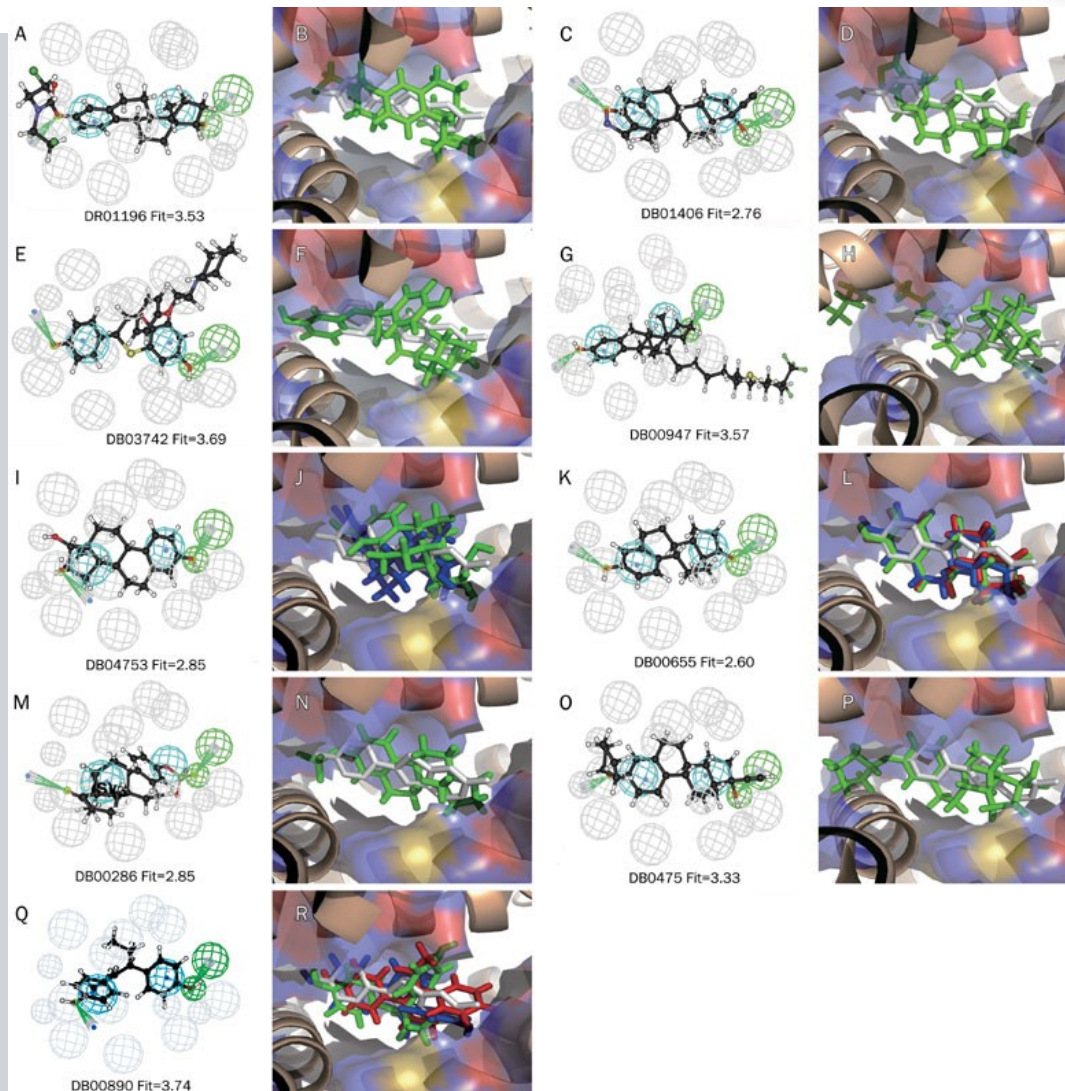 A B C D
DR01196 Fit=3.53
DB01406 Fit=2.76
E F G H
DB03742 Fit=3.69
DB00947 Fit=3.57
I J K L
DB04753 Fit=2.85
DB00655 Fit=2.60
M N O P
DB00286 Fit=2.85
DB0475 Fit=3.33
Q R
DB00890 Fit=3.74